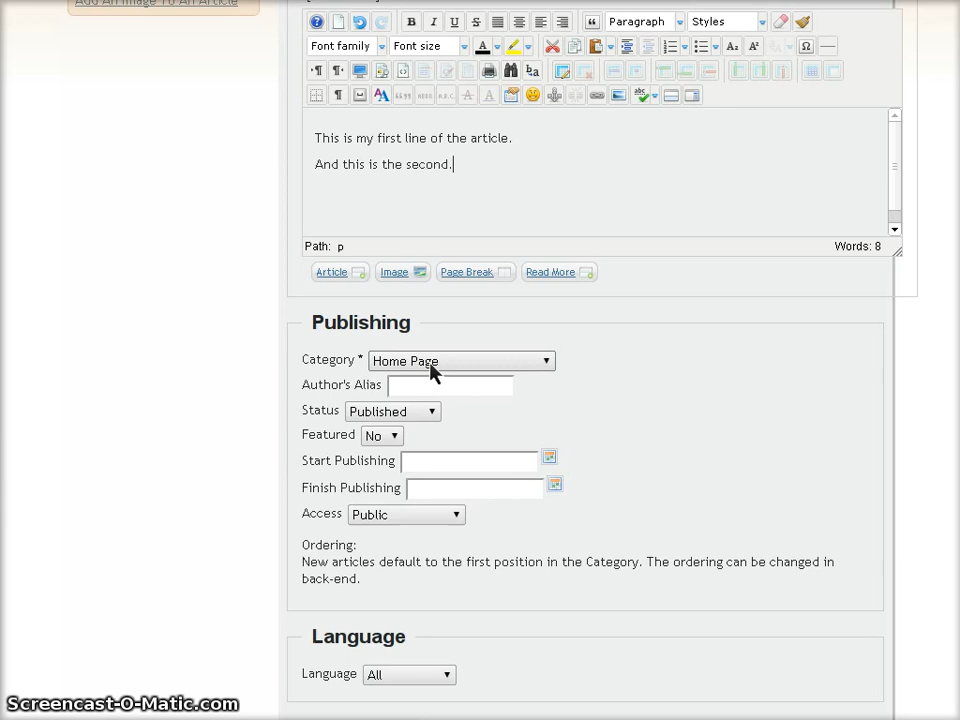 Add An Image To An Article
Paragraph Styles
Font family Font size
This is my first line of the article.
And this is the second.
Path: p Words: 8
Article Image Page Break Read More
Publishing
Category * Home Page
Author's Alias
Status Published
Featured No
Start Publishing
Finish Publishing
Access Public
Ordering:
New articles default to the first position in the Category. The ordering can be changed in
back-end.
Language
Language All
Screencast-O-Matic.com